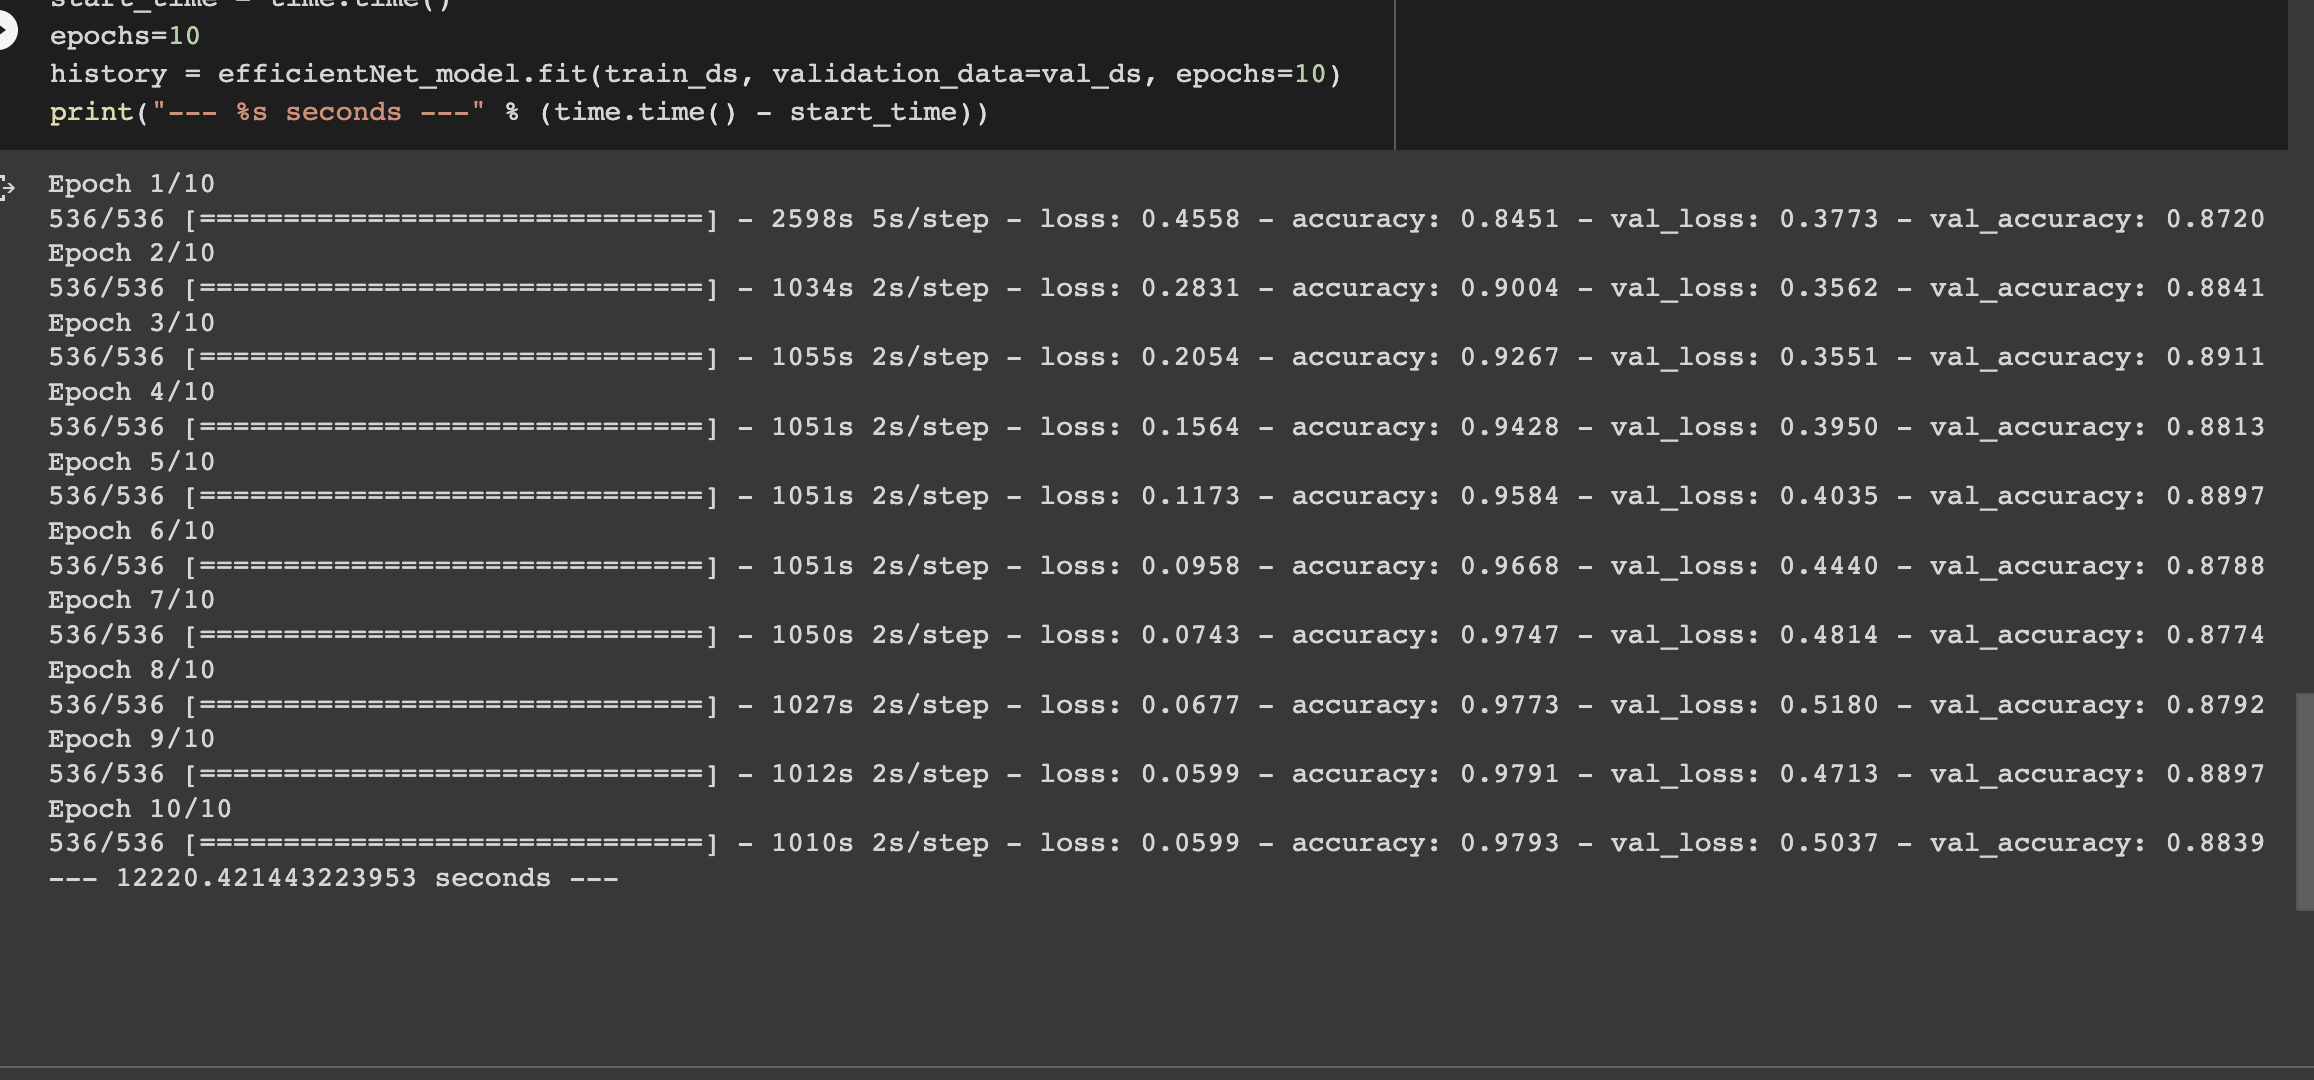 start_time = time.time()
epochs=10
history = efficientNet_model.fit(train_ds, validation_data=val_ds, epochs=10)
print("--- %s seconds ---" % (time.time() - start_time))
Epoch 1/10
536/536 [==============================] - 2598s 5s/step - loss: 0.4558 - accuracy: 0.8451 - val_loss: 0.3773 - val_accuracy: 0.8720
Epoch 2/10
536/536 [==============================] - 1034s 2s/step - loss: 0.2831 - accuracy: 0.9004 - val_loss: 0.3562 - val_accuracy: 0.8841
Epoch 3/10
536/536 [==============================] - 1055s 2s/step - loss: 0.2054 - accuracy: 0.9267 - val_loss: 0.3551 - val_accuracy: 0.8911
Epoch 4/10
536/536 [==============================] - 1051s 2s/step - loss: 0.1564 - accuracy: 0.9428 - val_loss: 0.3950 - val_accuracy: 0.8813
Epoch 5/10
536/536 [==============================] - 1051s 2s/step - loss: 0.1173 - accuracy: 0.9584 - val_loss: 0.4035 - val_accuracy: 0.8897
Epoch 6/10
536/536 [==============================] - 1051s 2s/step - loss: 0.0958 - accuracy: 0.9668 - val_loss: 0.4440 - val_accuracy: 0.8788
Epoch 7/10
536/536 [==============================] - 1050s 2s/step - loss: 0.0743 - accuracy: 0.9747 - val_loss: 0.4814 - val_accuracy: 0.8774
Epoch 8/10
536/536 [==============================] - 1027s 2s/step - loss: 0.0677 - accuracy: 0.9773 - val_loss: 0.5180 - val_accuracy: 0.8792
Epoch 9/10
536/536 [==============================] - 1012s 2s/step - loss: 0.0599 - accuracy: 0.9791 - val_loss: 0.4713 - val_accuracy: 0.8897
Epoch 10/10
536/536 [==============================] - 1010s 2s/step - loss: 0.0599 - accuracy: 0.9793 - val_loss: 0.5037 - val_accuracy: 0.8839
--- 12220.421443223953 seconds ---